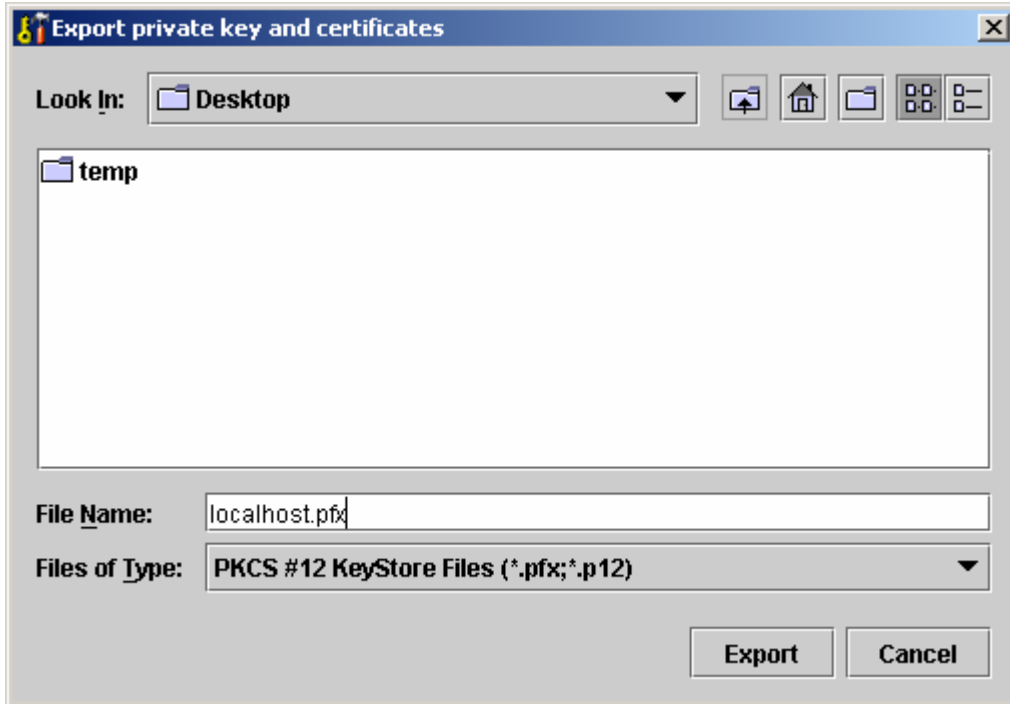 Export private key and certificates
Look In: Desktop
temp
File Name: localhost.pfx
Files of Type: PKCS #12 KeyStore Files (*.pfx;*.p12)
Export Cancel